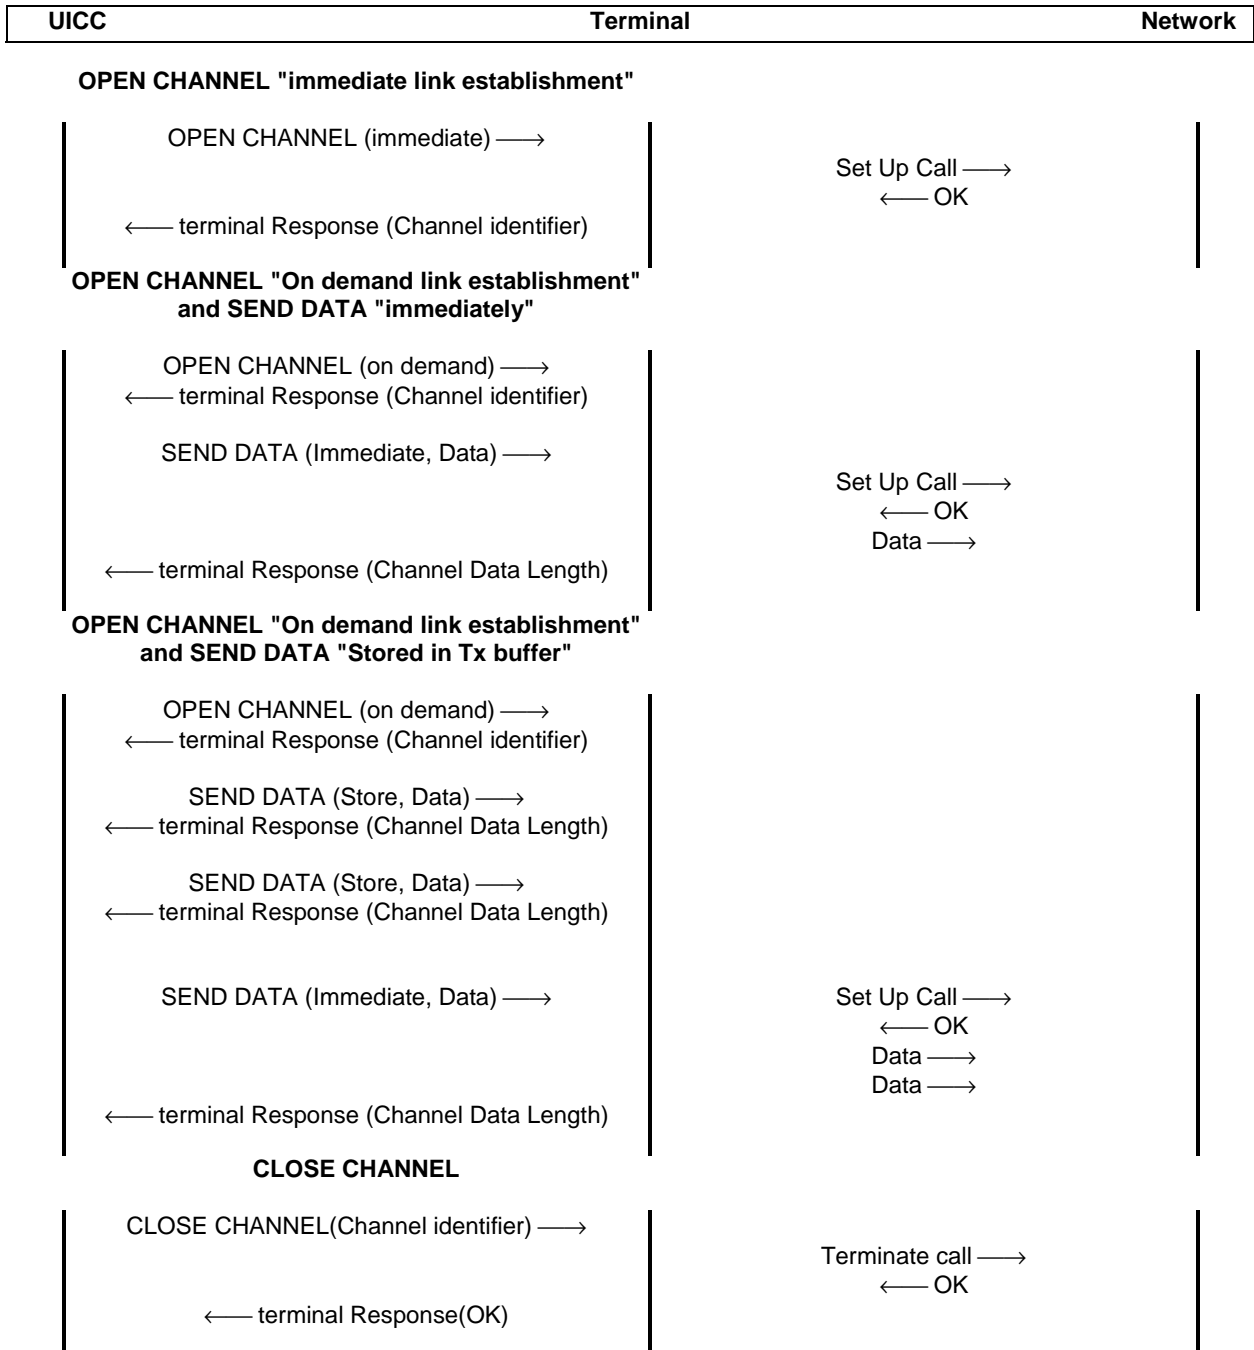 UICC Terminal Network
OPEN CHANNEL "immediate link establishment"
OPEN CHANNEL (immediate) ⟶
Set Up Call ⟶
⟵ OK
⟵ terminal Response (Channel identifier)
OPEN CHANNEL "On demand link establishment"
and SEND DATA "immediately"
OPEN CHANNEL (on demand) ⟶
⟵ terminal Response (Channel identifier)
SEND DATA (Immediate, Data) ⟶
Set Up Call ⟶
⟵ OK
Data ⟶
⟵ terminal Response (Channel Data Length)
OPEN CHANNEL "On demand link establishment"
and SEND DATA "Stored in Tx buffer"
OPEN CHANNEL (on demand) ⟶
⟵ terminal Response (Channel identifier)
SEND DATA (Store, Data) ⟶
⟵ terminal Response (Channel Data Length)
SEND DATA (Store, Data) ⟶
⟵ terminal Response (Channel Data Length)
SEND DATA (Immediate, Data) ⟶ Set Up Call ⟶
⟵ OK
Data ⟶
Data ⟶
⟵ terminal Response (Channel Data Length)
CLOSE CHANNEL
CLOSE CHANNEL(Channel identifier) ⟶
Terminate call ⟶
⟵ OK
⟵ terminal Response(OK)